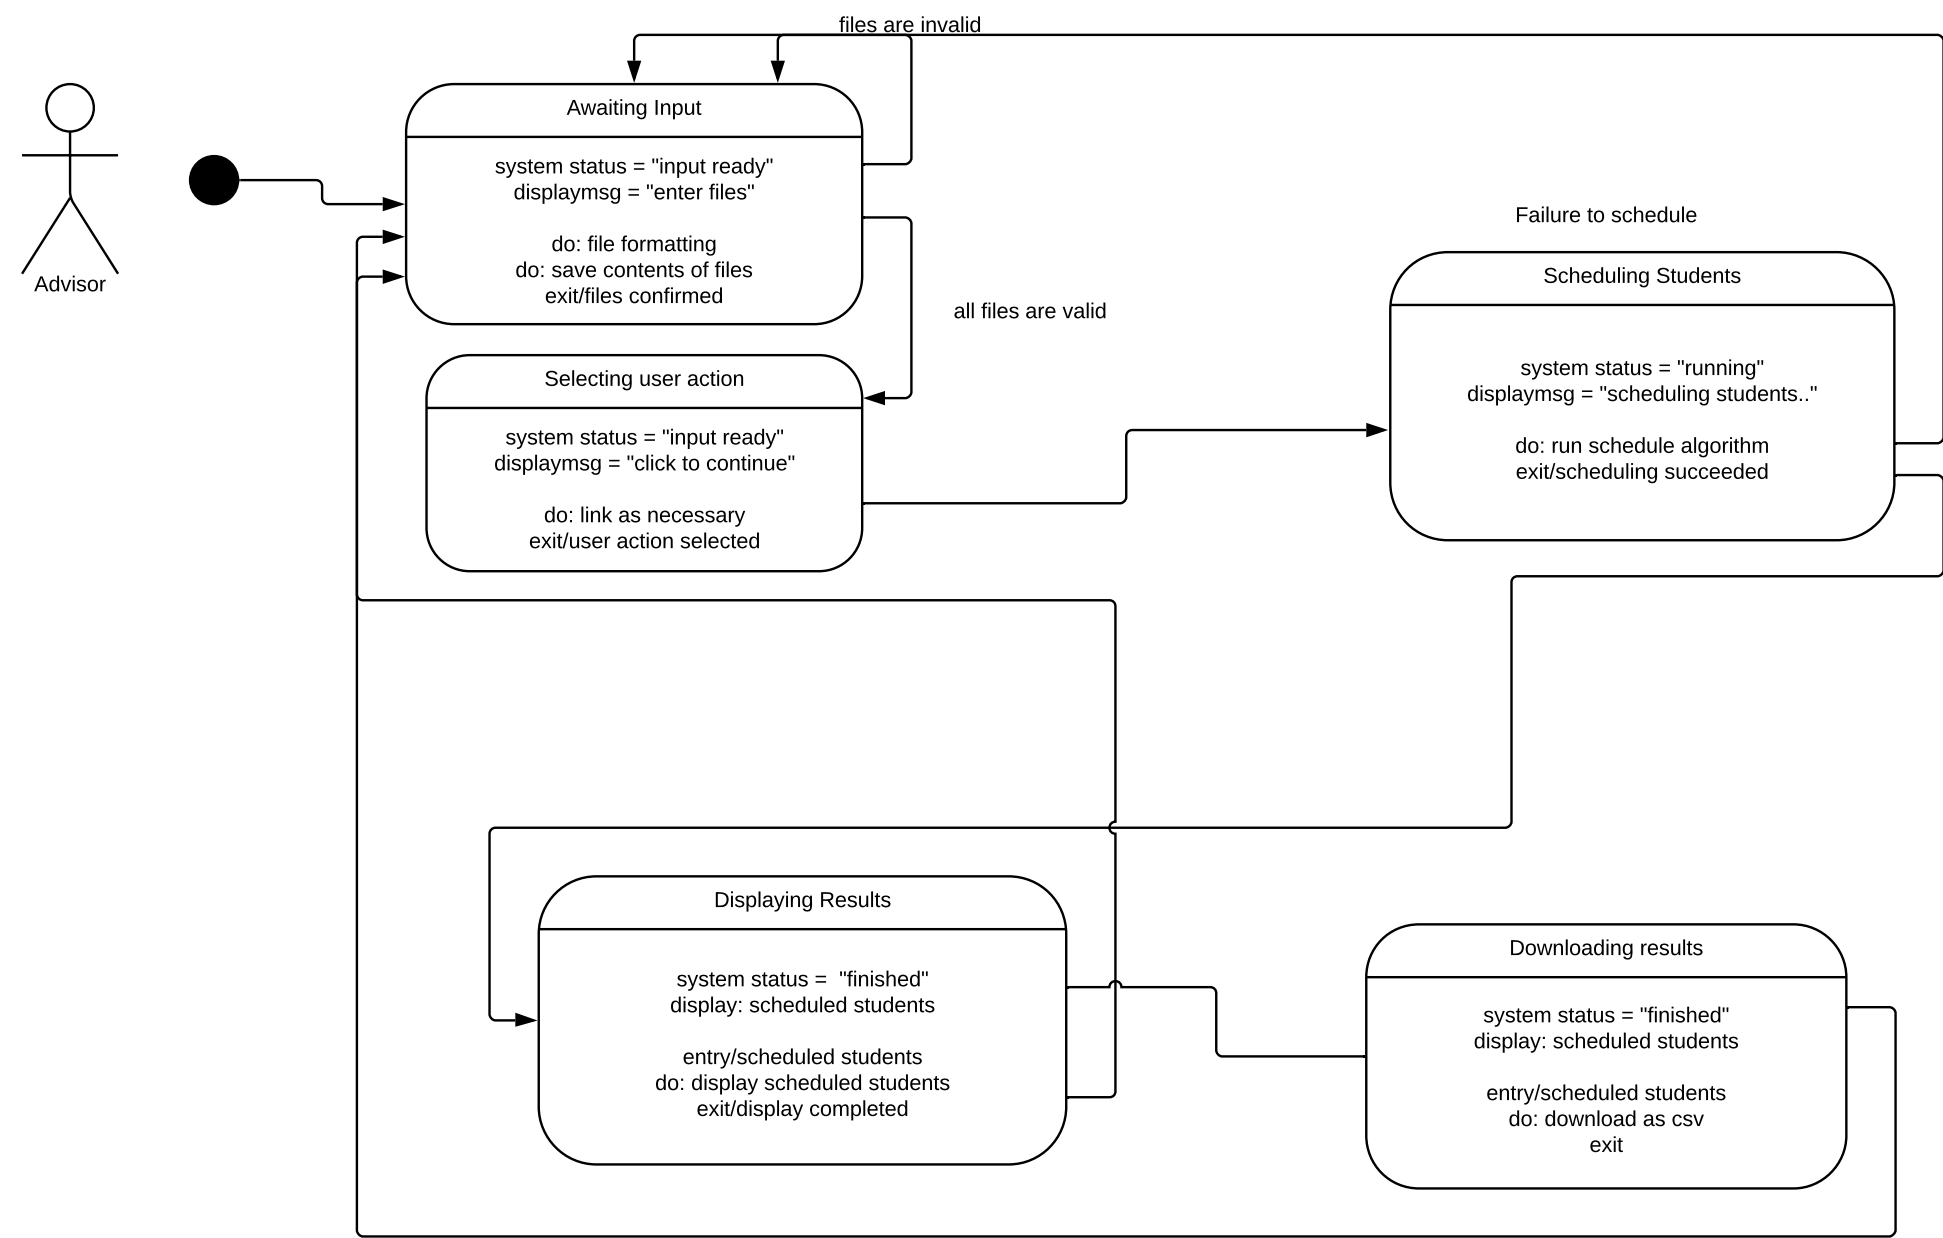 files are invalid
Awaiting Input
system status = "input ready"
displaymsg = "enter files"
do: file formatting
do: save contents of files
exit/files confirmed
Advisor
all files are valid
Failure to schedule
Scheduling Students
system status = "running"
displaymsg = "scheduling students.."
do: run schedule algorithm
exit/scheduling succeeded
Selecting user action
system status = "input ready"
displaymsg = "click to continue"
do: link as necessary
exit/user action selected
Displaying Results
system status =  "finished"
display: scheduled students
entry/scheduled students
do: display scheduled students
exit/display completed
Downloading results
system status = "finished"
display: scheduled students
entry/scheduled students
do: download as csv
exit